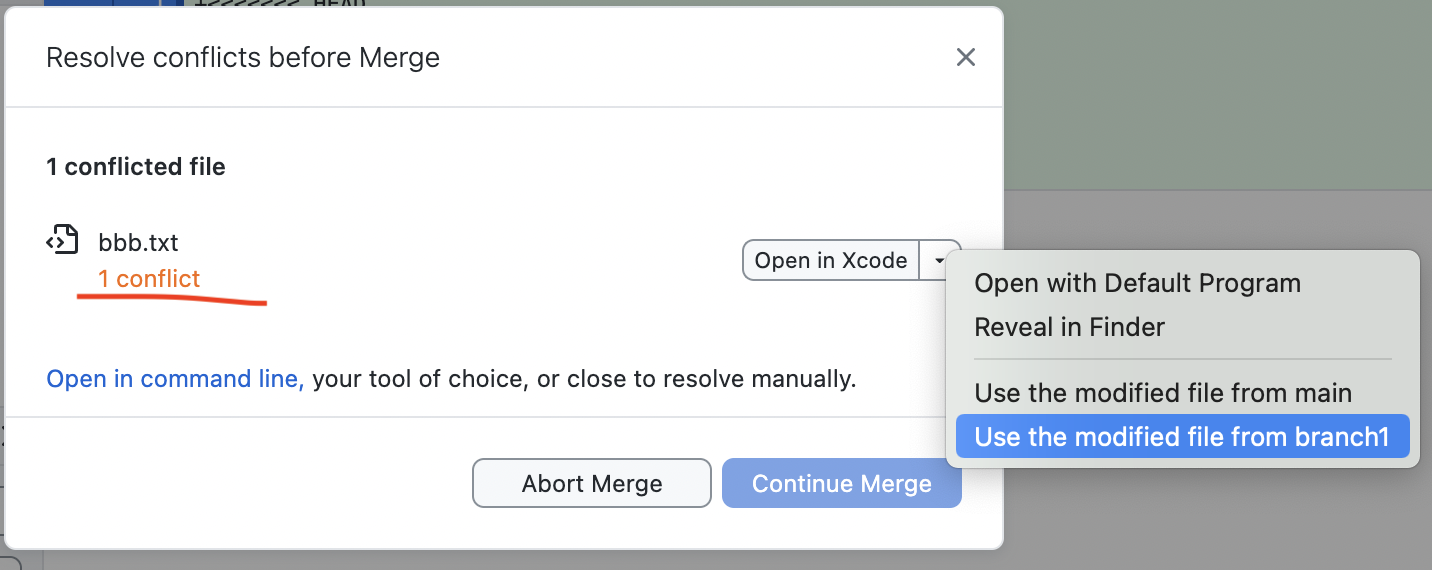 Resolve conflicts before Merge
1 conflicted file
bbb.txt
1 conflict
Open in Xcode
Open in command line, your tool of choice, or close to resolve manually.
Abort Merge
Continue Merge
Open with Default Program
Reveal in Finder
Use the modified file from main
Use the modified file from branch1